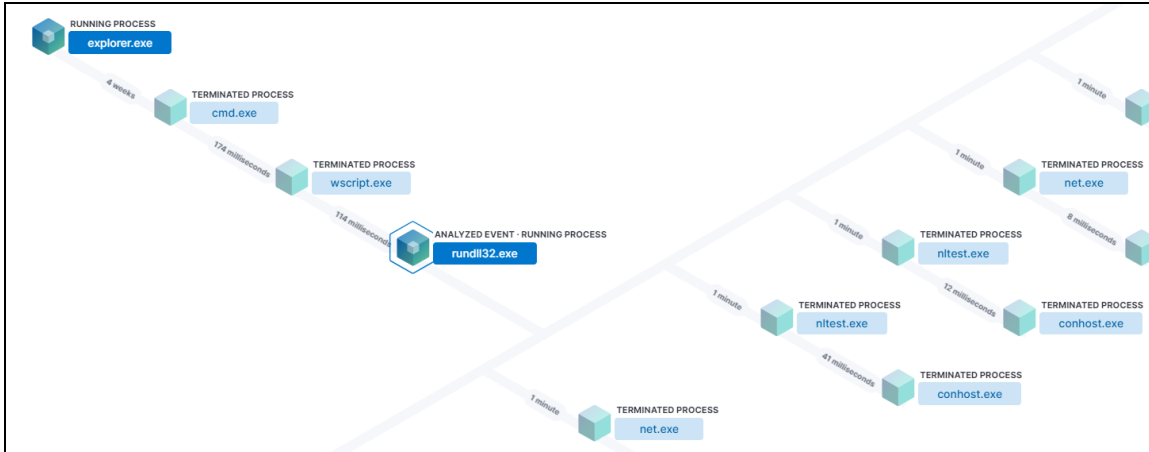 RUNNING PROCESS
explorer.exe
4 weeks
TERMINATED PROCESS
cmd.exe
174 milliseconds
TERMINATED PROCESS
wscript.exe
114 milliseconds
ANALYZED EVENT · RUNNING PROCESS
rundll32.exe
1 minute
1 minute
TERMINATED PROCESS
net.exe
8 milliseconds
1 minute
TERMINATED PROCESS
nltest.exe
12 milliseconds
TERMINATED PROCESS
conhost.exe
1 minute
TERMINATED PROCESS
nltest.exe
41 milliseconds
TERMINATED PROCESS
conhost.exe
1 minute
TERMINATED PROCESS
net.exe